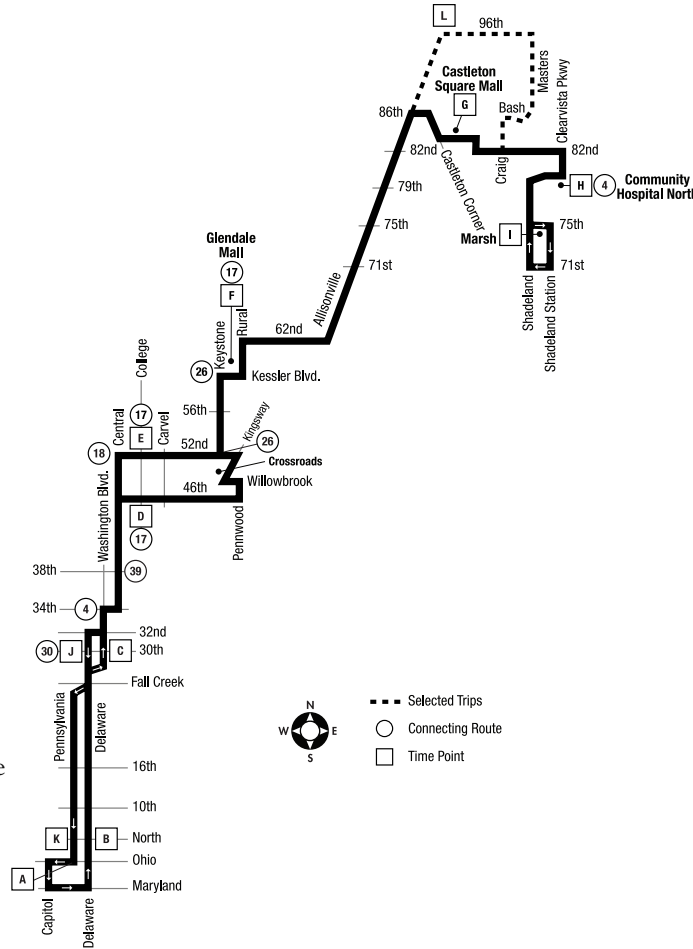 L
96th
Masters
Clearvista Pkwy
Castleton
Square Mall
G
Bash
86th
82nd
Castleton Corner
Craig
82nd
H
4
Community
Hospital North
79th
75th
71st
Marsh
I
75th
71st
Shadeland
Shadeland Station
Glendale
Mall
17
F
Keystone
Rural
62nd
Allisonville
26
Kessler Blvd.
College
56th
17
E
Central
Carvel
52nd
26
Kingsway
18
Crossroads
Willowbrook
46th
Washington Blvd.
D
17
Pennwood
38th
39
34th
4
32nd
30
J
C
30th
Fall Creek
Pennsylvania
Delaware
16th
10th
K
B
North
Ohio
A
Maryland
Capitol
Delaware
N
W
E
S
Selected Trips
Connecting Route
Time Point
e